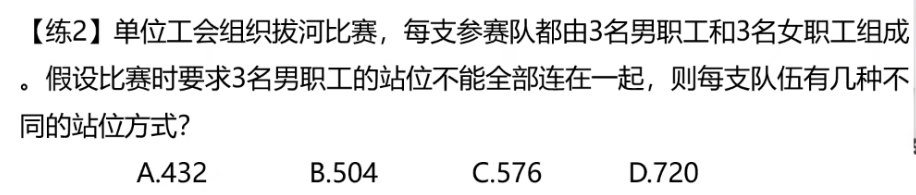 【练2】单位工会组织拔河比赛，每支参赛队都由3名男职工和3名女职工组成
。假设比赛时要求3名男职工的站位不能全部连在一起，则每支队伍有几种不
同的站位方式？
A.432 B.504 C.576 D.720